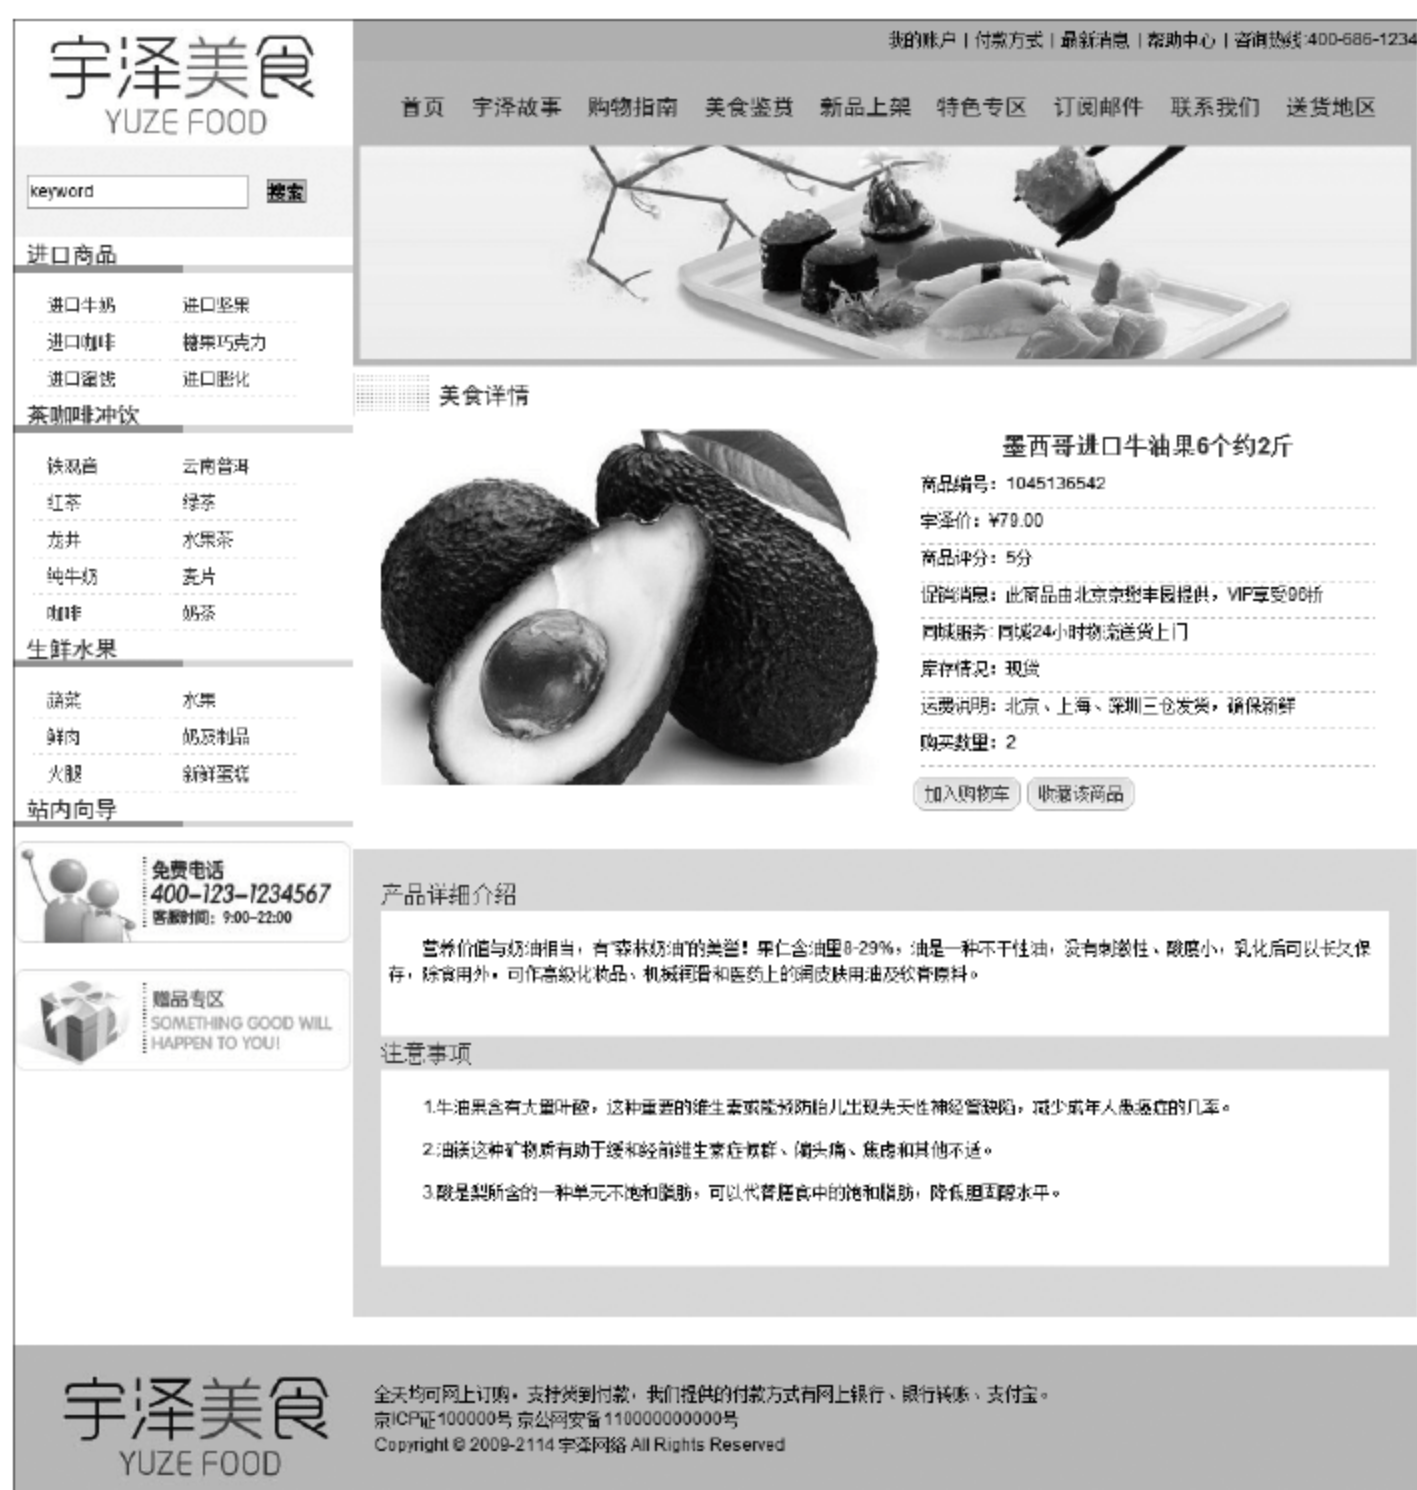 宇泽美食
YUZE FOOD
我的账户 | 付款方式 | 最新消息 | 帮助中心 | 咨询热线:400-686-1234
首页 宇泽故事 购物指南 美食鉴赏 新品上架 特色专区 订阅邮件 联系我们 送货地区
keyword 搜索
进口商品
进口牛奶 进口坚果
进口咖啡 糖果巧克力
进口蜜饯 进口膨化
茶咖啡冲饮
铁观音 云南普洱
红茶 绿茶
龙井 水果茶
纯牛奶 麦片
咖啡 奶茶
生鲜水果
蔬菜 水果
鲜肉 奶及制品
火腿 新鲜蛋糕
站内向导
免费电话
400-123-1234567
客服时间：9:00-22:00
赠品专区
SOMETHING GOOD WILL
HAPPEN TO YOU!
美食详情
墨西哥进口牛油果6个约2斤
商品编号：1045136542
宇泽价：¥79.00
商品评分：5分
促销消息：此商品由北京京懋丰园提供，VIP享受96折
同城服务: 同城24小时物流送货上门
库存情况：现货
运费说明：北京、上海、深圳三仓发货，确保新鲜
购买数量：2
加入购物车 收藏该商品
产品详细介绍
营养价值与奶油相当，有"森林奶油"的美誉！果仁含油量8-29%，油是一种不干性油，没有刺激性、酸度小，乳化后可以长久保
存，除食用外，可作高级化妆品、机械润滑和医药上的润皮肤用油及软膏原料。
注意事项
1.牛油果含有大量叶酸，这种重要的维生素或能预防胎儿出现先天性神经管缺陷，减少成年人患癌症的几率。
2.油镁这种矿物质有助于缓和经前维生素症候群、偏头痛、焦虑和其他不适。
3.酸是梨所含的一种单元不饱和脂肪，可以代替膳食中的饱和脂肪，降低胆固醇水平。
宇泽美食
YUZE FOOD
全天均可网上订购，支持货到付款，我们提供的付款方式有网上银行、银行转账、支付宝。
京ICP证100000号 京公网安备110000000000号
Copyright © 2009-2114 宇泽网络 All Rights Reserved